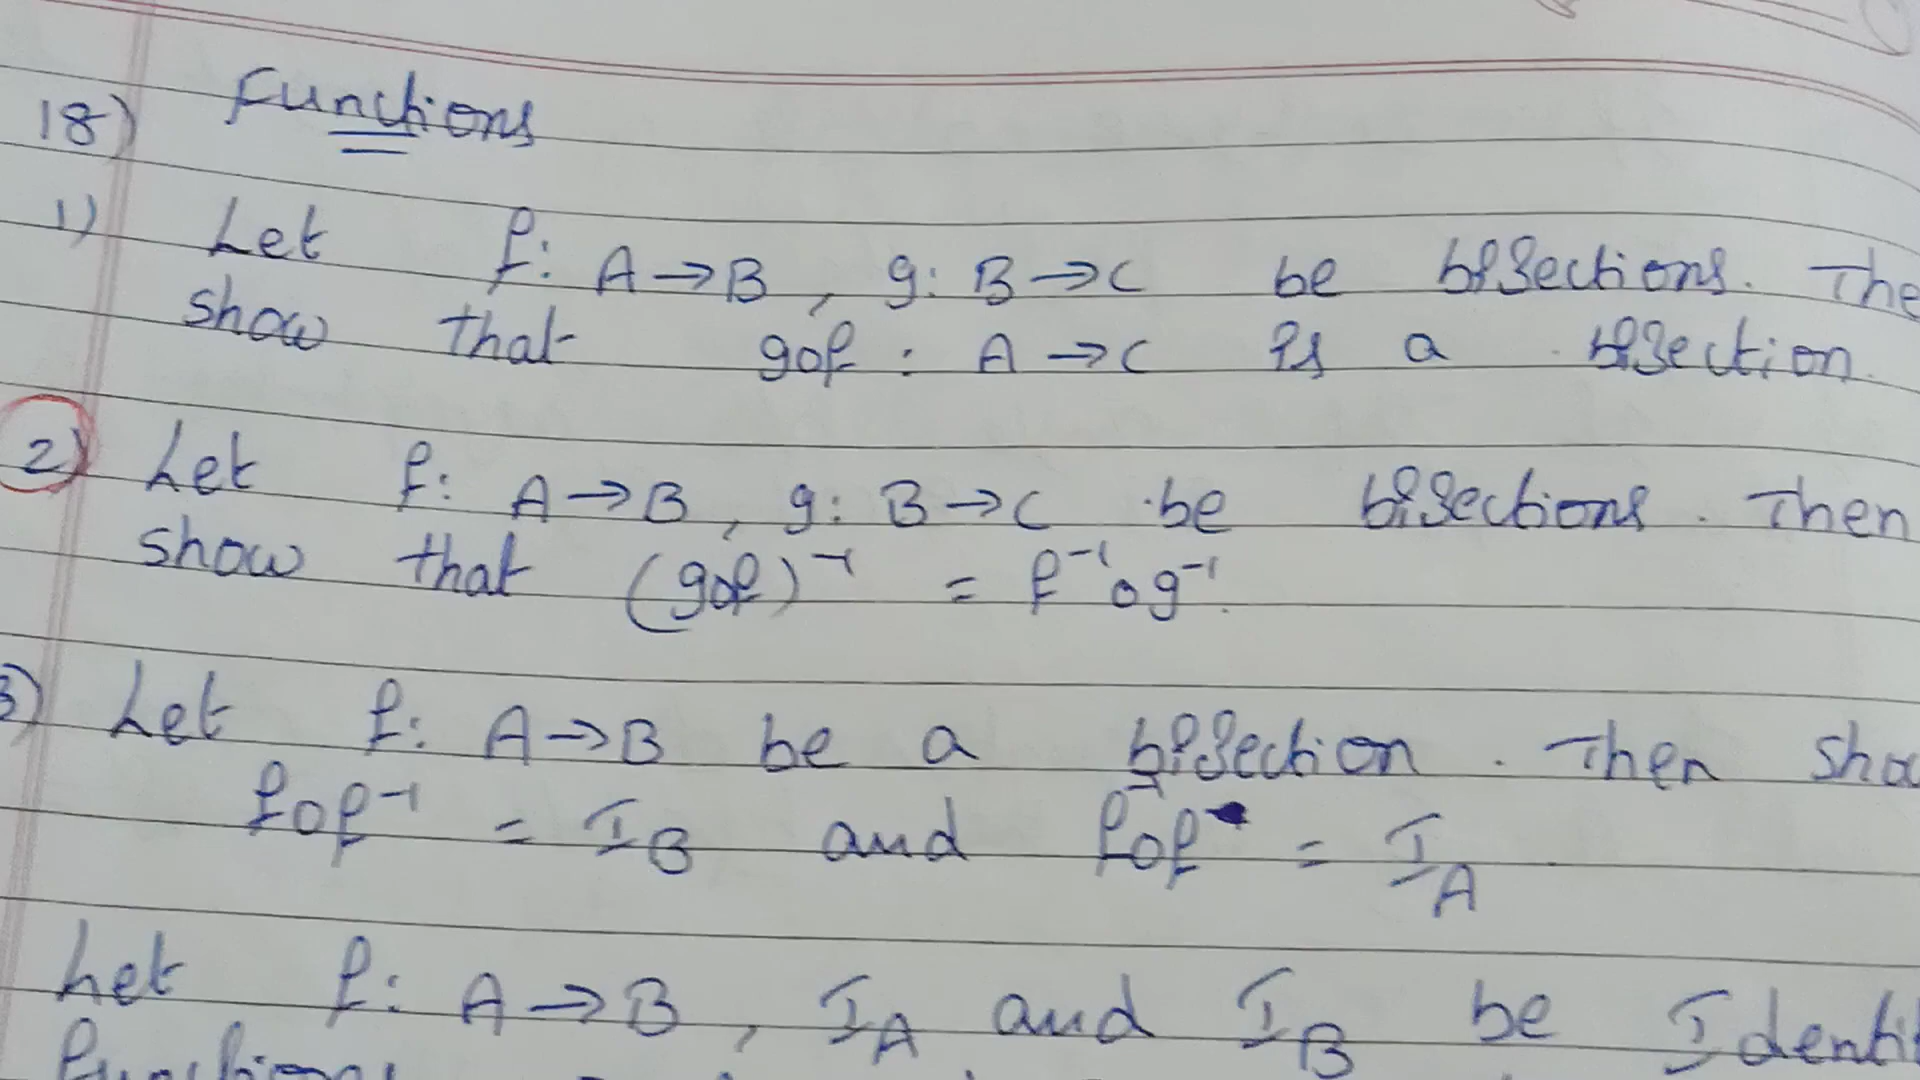 18) Functions
1) Let f: A→B, g: B→C be bijections. The
show that gof : A→C is a bijection.
2) Let f: A→B, g: B→C be bijections. Then
show that (gof)⁻¹ = f⁻¹og⁻¹.
3) Let f: A→B be a bijection. Then sho
fof⁻¹ = I_B and = I_A
Let f: A→B, I_A and I_B be Identi
functions